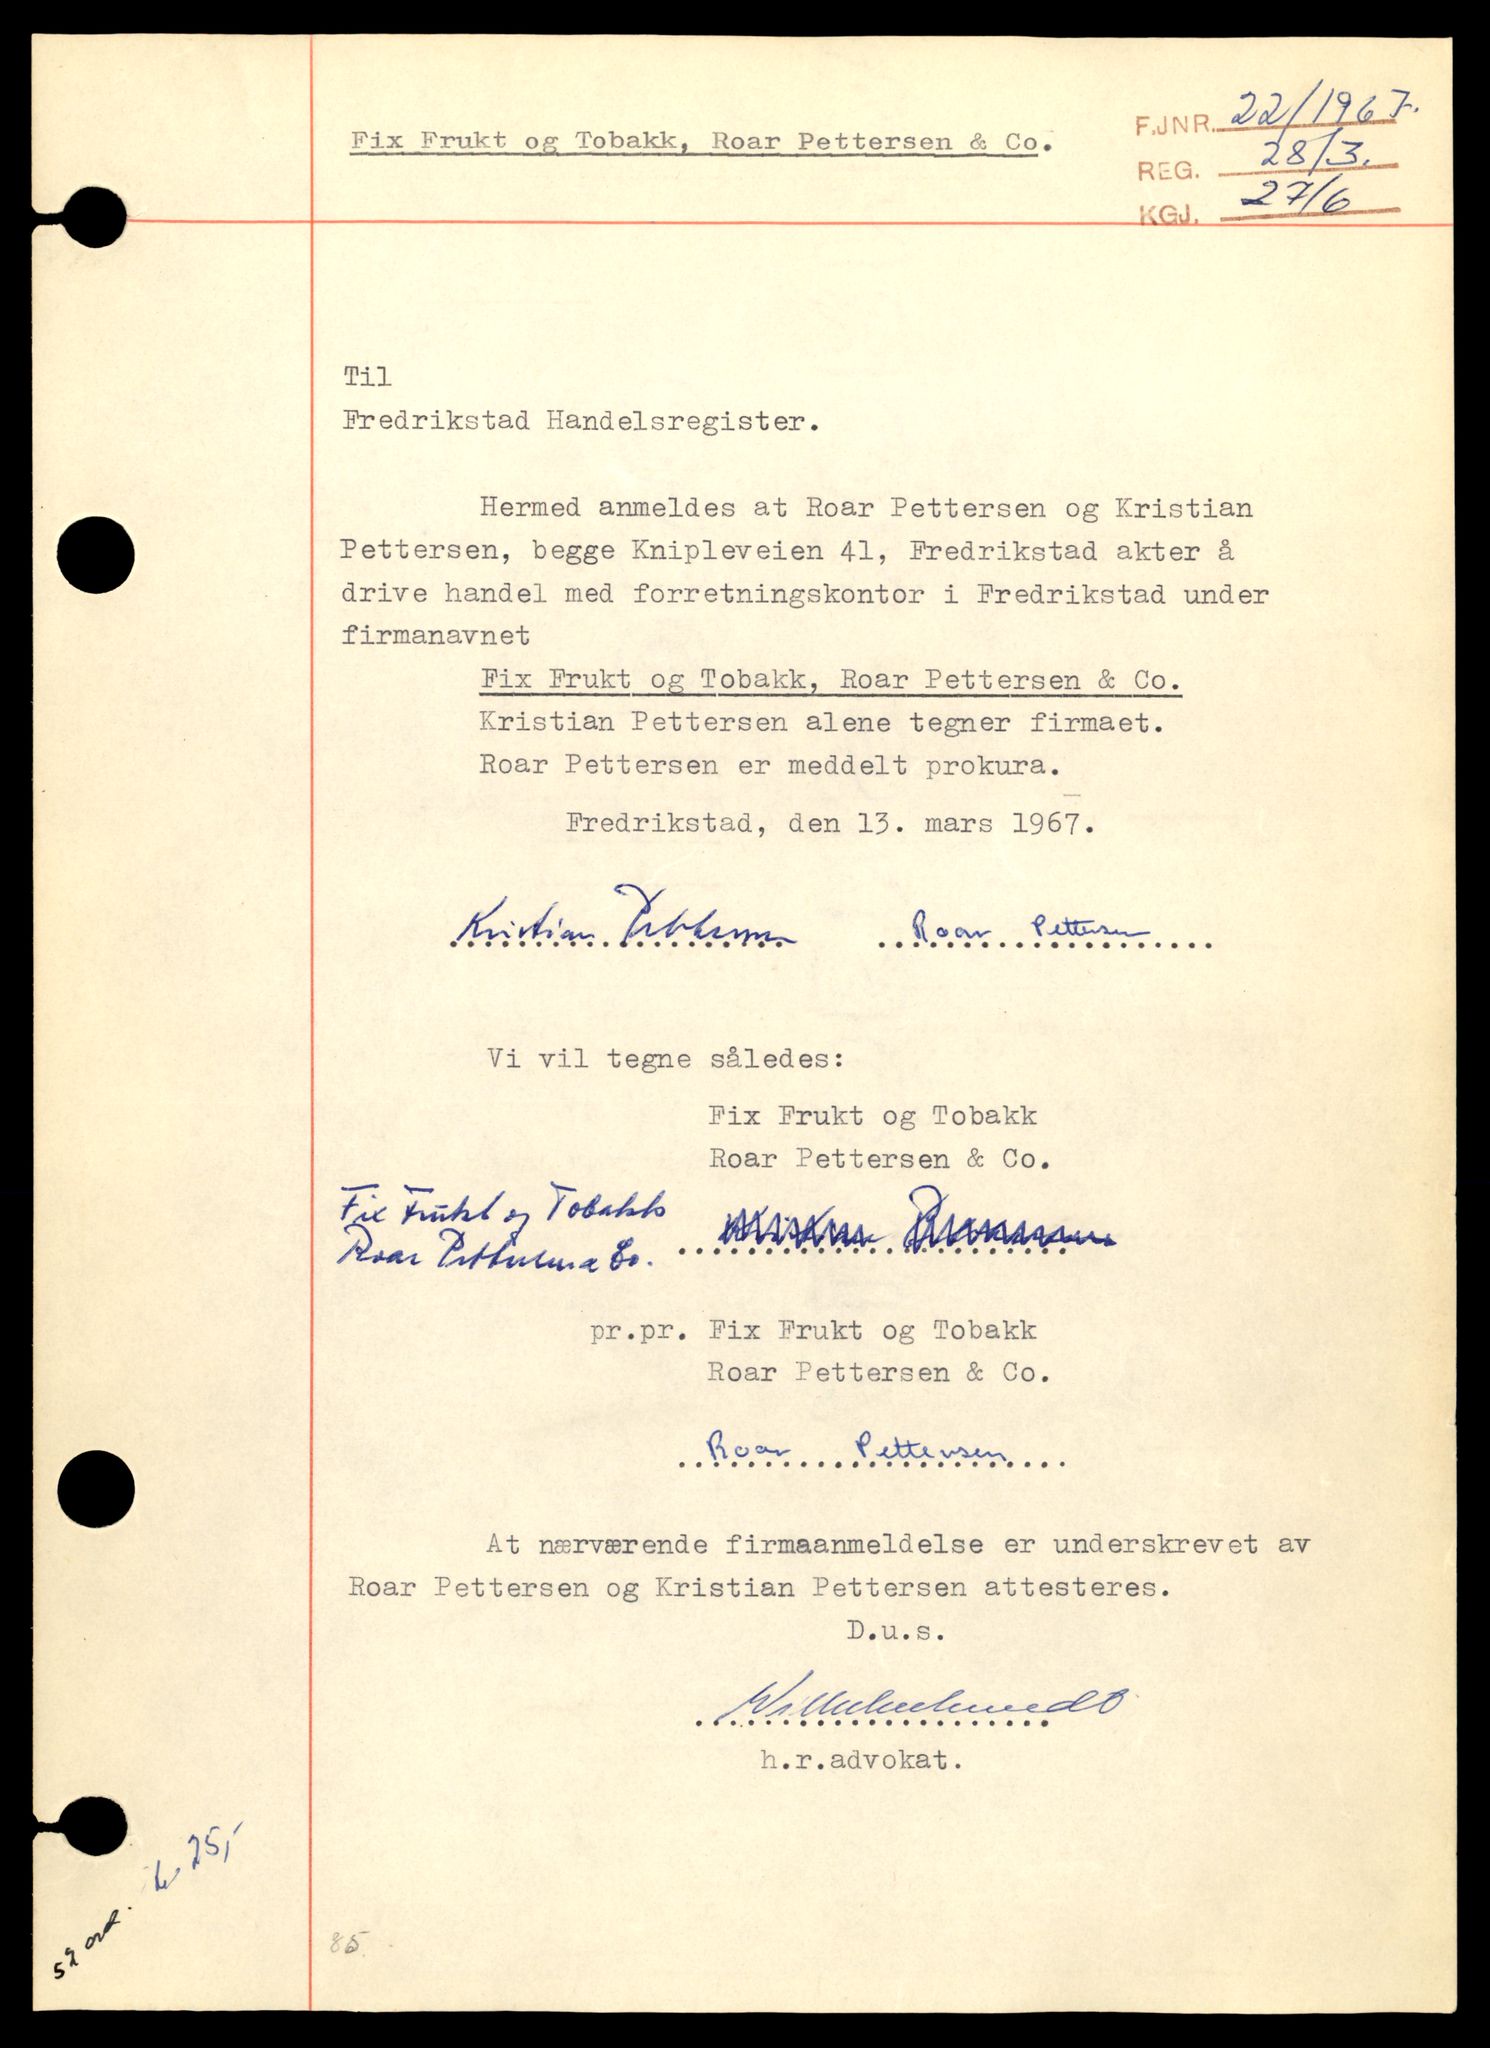 Fix Frukt og Tobakk, Roar Pettersen & Co.
F.JNR. 22/1967.
REG. 28/3.
KGJ. 27/6
Til
Fredrikstad Handelsregister.
Hermed anmeldes at Roar Pettersen og Kristian
Pettersen, begge Knipleveien 41, Fredrikstad akter å
drive handel med forretningskontor i Fredrikstad under
firmanavnet
Fix Frukt og Tobakk, Roar Pettersen & Co.
Kristian Pettersen alene tegner firmaet.
Roar Pettersen er meddelt prokura.
Fredrikstad, den 13. mars 1967.
Kristian Pettersen Roar Pettersen
Vi vil tegne således:
Fix Frukt og Tobakk
Roar Pettersen & Co.
Fix Frukt og Tobakk
Roar Pettersen & Co.
pr.pr. Fix Frukt og Tobakk
Roar Pettersen & Co.
Roar Pettersen
At nærværende firmaanmeldelse er underskrevet av
Roar Pettersen og Kristian Pettersen attesteres.
D.u.s.
h.r.advokat.
kr 25,-
52 ord.
85